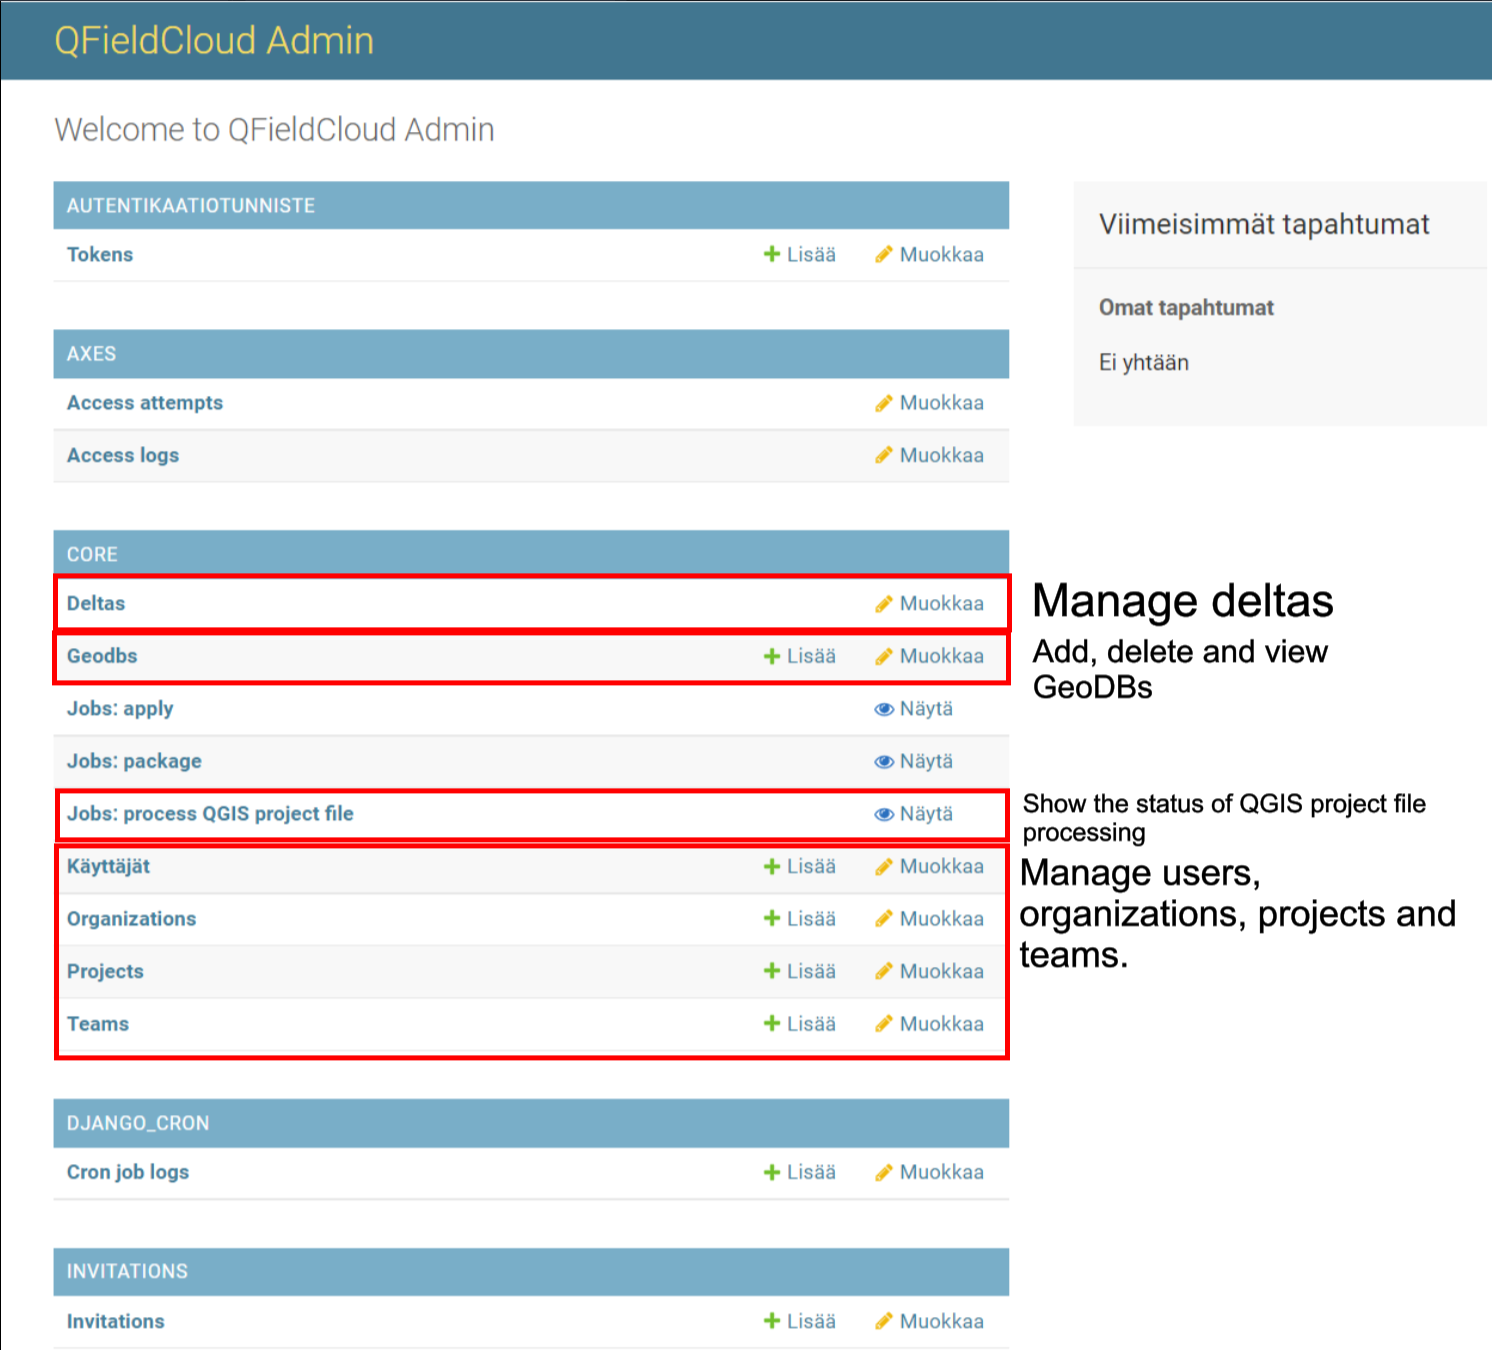 QFieldCloud Admin
Welcome to QFieldCloud Admin
AUTENTIKAATIOTUNNISTE
Tokens Lisää Muokkaa
AXES
Access attempts Muokkaa
Access logs Muokkaa
CORE
Deltas Muokkaa
Geodbs Lisää Muokkaa
Jobs: apply Näytä
Jobs: package Näytä
Jobs: process QGIS project file Näytä
Käyttäjät Lisää Muokkaa
Organizations Lisää Muokkaa
Projects Lisää Muokkaa
Teams Lisää Muokkaa
DJANGO_CRON
Cron job logs Lisää Muokkaa
INVITATIONS
Invitations Lisää Muokkaa
Viimeisimmät tapahtumat
Omat tapahtumat
Ei yhtään
Manage deltas
Add, delete and view
GeoDBs
Show the status of QGIS project file
processing
Manage users,
organizations, projects and
teams.